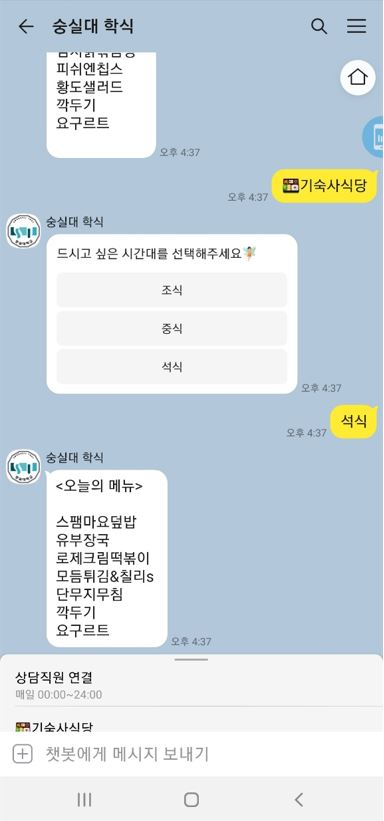 숭실대 학식
피쉬엔칩스
황도샐러드
깍두기
요구르트
오후 4:37
🍱기숙사식당
오후 4:37
숭실대 학식
드시고 싶은 시간대를 선택해주세요🧚
조식
중식
석식
오후 4:37
석식
오후 4:37
숭실대 학식
<오늘의 메뉴>
스팸마요덮밥
유부장국
로제크림떡볶이
모듬튀김&칠리s
단무지무침
깍두기
요구르트
오후 4:37
상담직원 연결
매일 00:00~24:00
🍱기숙사식당
챗봇에게 메시지 보내기